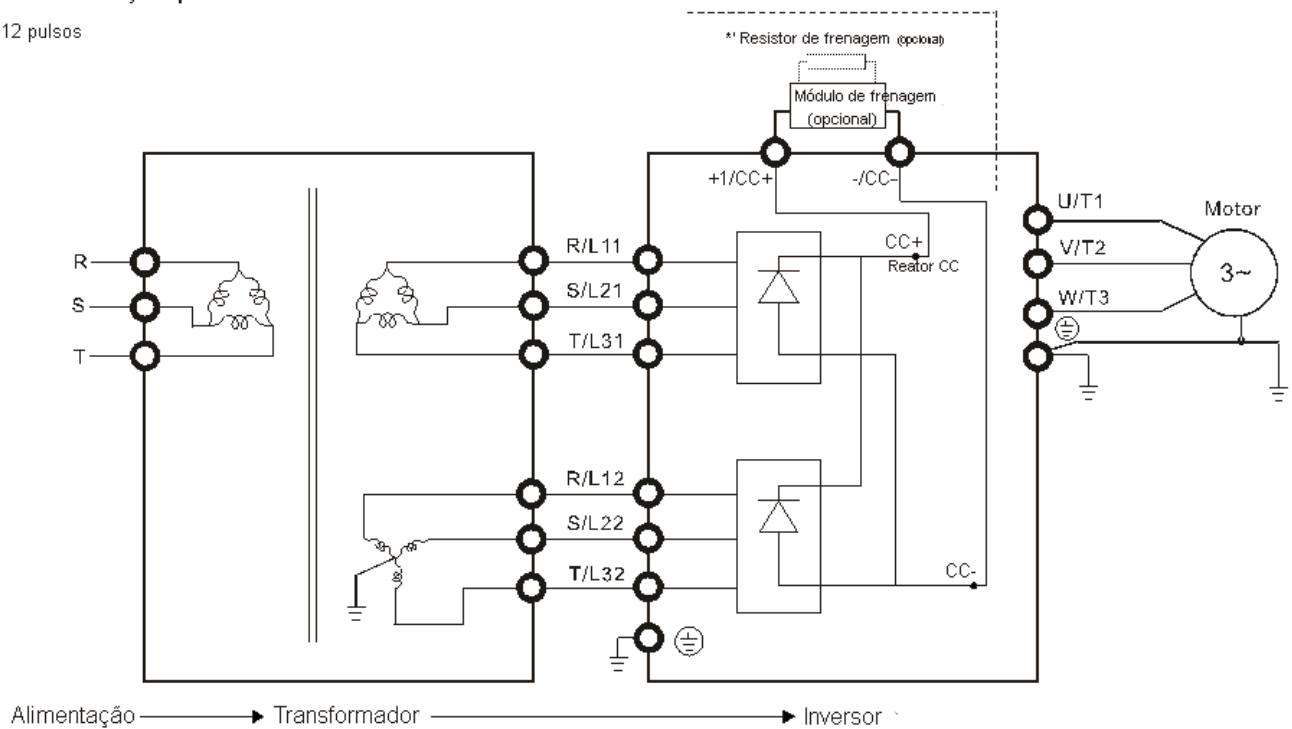 12 pulsos
*' Resistor de frenagem (opcional)
Módulo de frenagem
(opcional)
+1/CC+
-/CC-
U/T1
Motor
R
R/L11
CC+
V/T2
Reator CC
3~
S
S/L21
W/T3
T
T/L31
R/L12
S/L22
T/L32
CC-
Alimentação
Transformador
Inversor